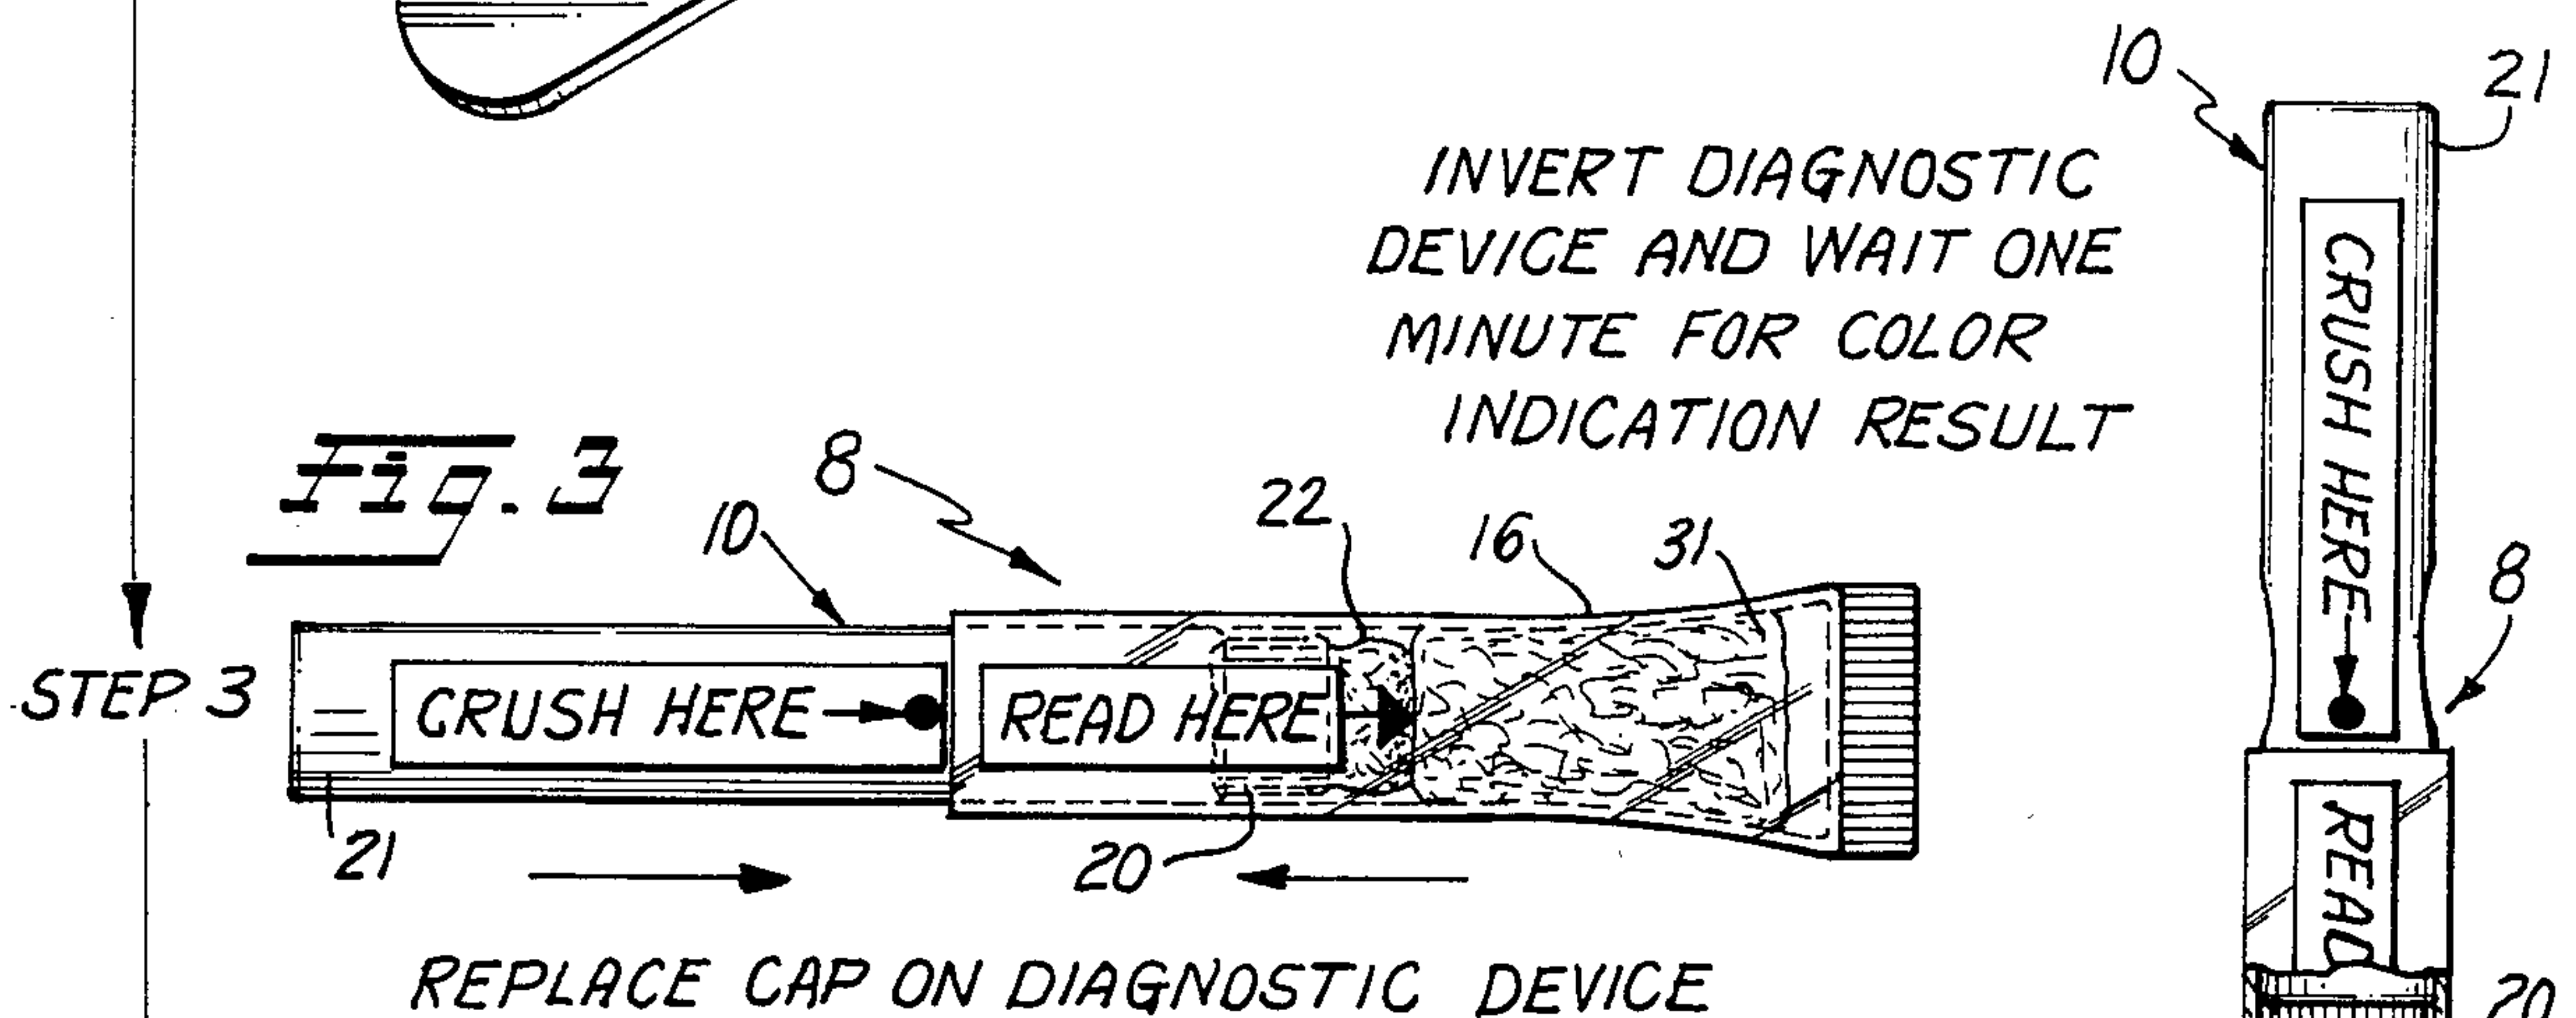 Fig. 3
STEP 3
10
8
22
16
31
CRUSH HERE
READ HERE
21
20
REPLACE CAP ON DIAGNOSTIC DEVICE
INVERT DIAGNOSTIC
DEVICE AND WAIT ONE
MINUTE FOR COLOR
INDICATION RESULT
10
21
CRUSH HERE
8
READ
20